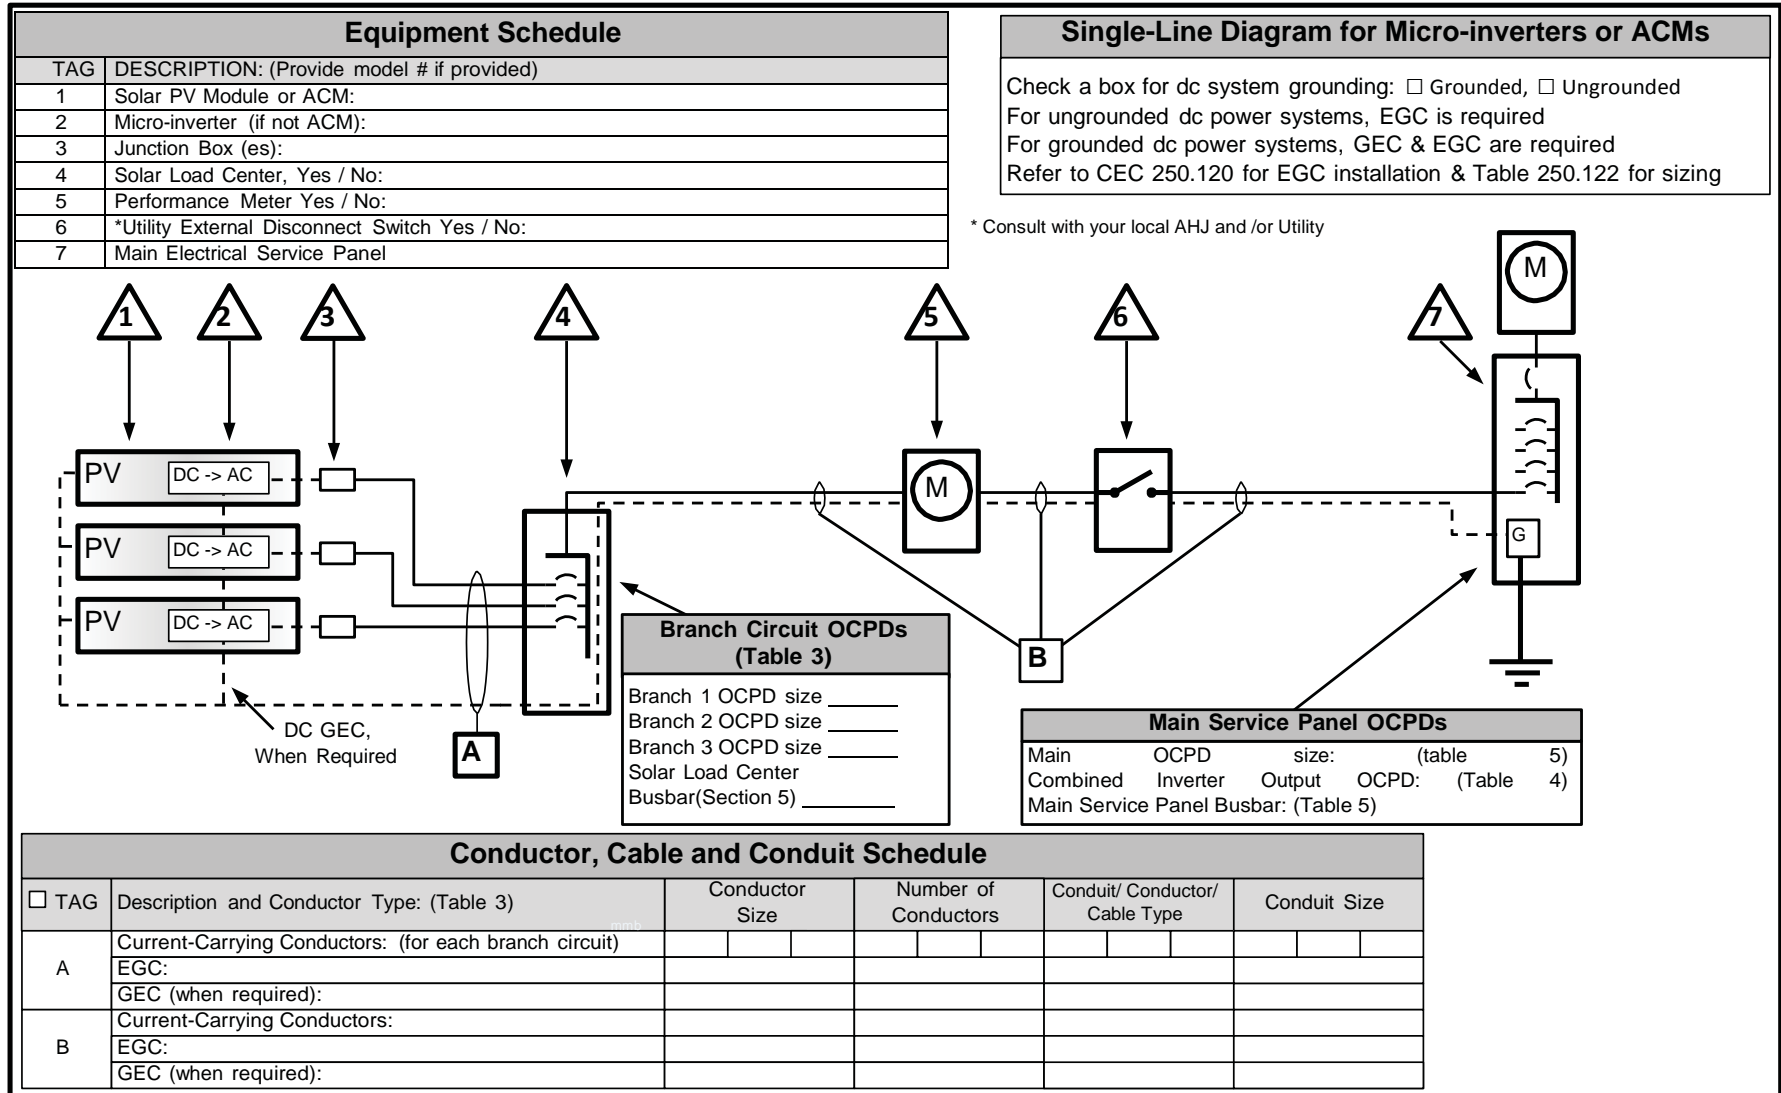 Equipment Schedule
TAG DESCRIPTION: (Provide model # if provided)
1 Solar PV Module or ACM:
2 Micro-inverter (if not ACM):
3 Junction Box (es):
4 Solar Load Center, Yes / No:
5 Performance Meter Yes / No:
6 *Utility External Disconnect Switch Yes / No:
7 Main Electrical Service Panel
Single-Line Diagram for Micro-inverters or ACMs
Check a box for dc system grounding: ☐ Grounded, ☐ Ungrounded
For ungrounded dc power systems, EGC is required
For grounded dc power systems, GEC & EGC are required
Refer to CEC 250.120 for EGC installation & Table 250.122 for sizing
* Consult with your local AHJ and /or Utility
M
1 2 3 4 5 6 7
PV DC -> AC
PV DC -> AC
PV DC -> AC
M
G
DC GEC,
When Required
A
Branch Circuit OCPDs
(Table 3)
Branch 1 OCPD size ______
Branch 2 OCPD size ______
Branch 3 OCPD size ______
Solar Load Center
Busbar(Section 5) ________
B
Main Service Panel OCPDs
Main OCPD size: (table 5)
Combined Inverter Output OCPD: (Table 4)
Main Service Panel Busbar: (Table 5)
Conductor, Cable and Conduit Schedule
☐ TAG Description and Conductor Type: (Table 3) Conductor Size Number of Conductors Conduit/ Conductor/ Cable Type Conduit Size
mmb
A
Current-Carrying Conductors: (for each branch circuit)
EGC:
GEC (when required):
B
Current-Carrying Conductors:
EGC:
GEC (when required):